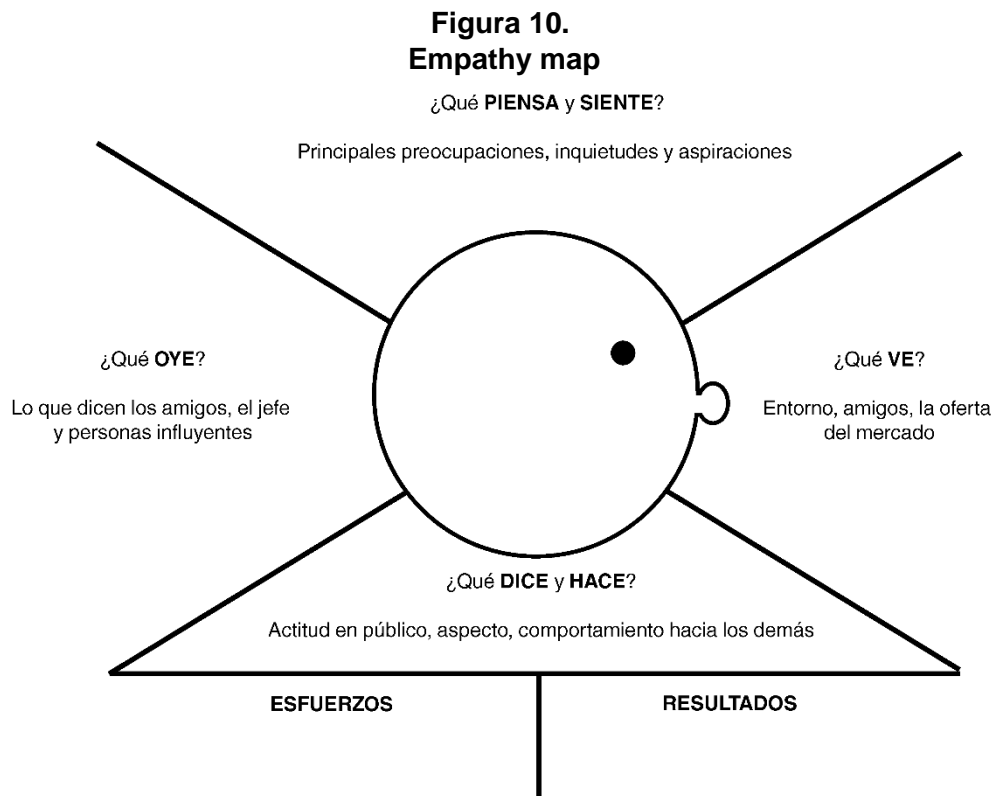 Figura 10.
Empathy map
¿Qué PIENSA y SIENTE?
Principales preocupaciones, inquietudes y aspiraciones
¿Qué OYE?
Lo que dicen los amigos, el jefe
y personas influyentes
¿Qué VE?
Entorno, amigos, la oferta
del mercado
¿Qué DICE y HACE?
Actitud en público, aspecto, comportamiento hacia los demás
ESFUERZOS
RESULTADOS